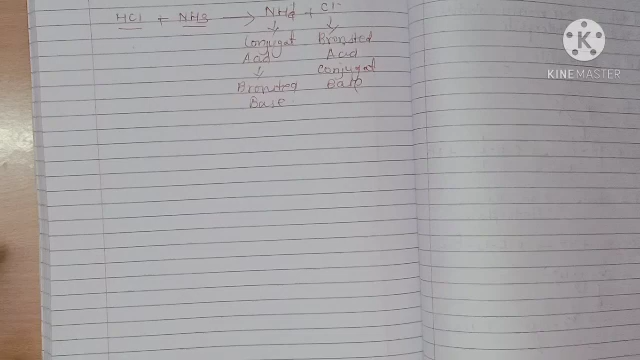 HCl + NH3 → NH4 + Cl-
↓ ↓
Conjugat Bronsted
Acid Acid
↓ Conjugat
Bronsted Base
Base
KINEMASTER